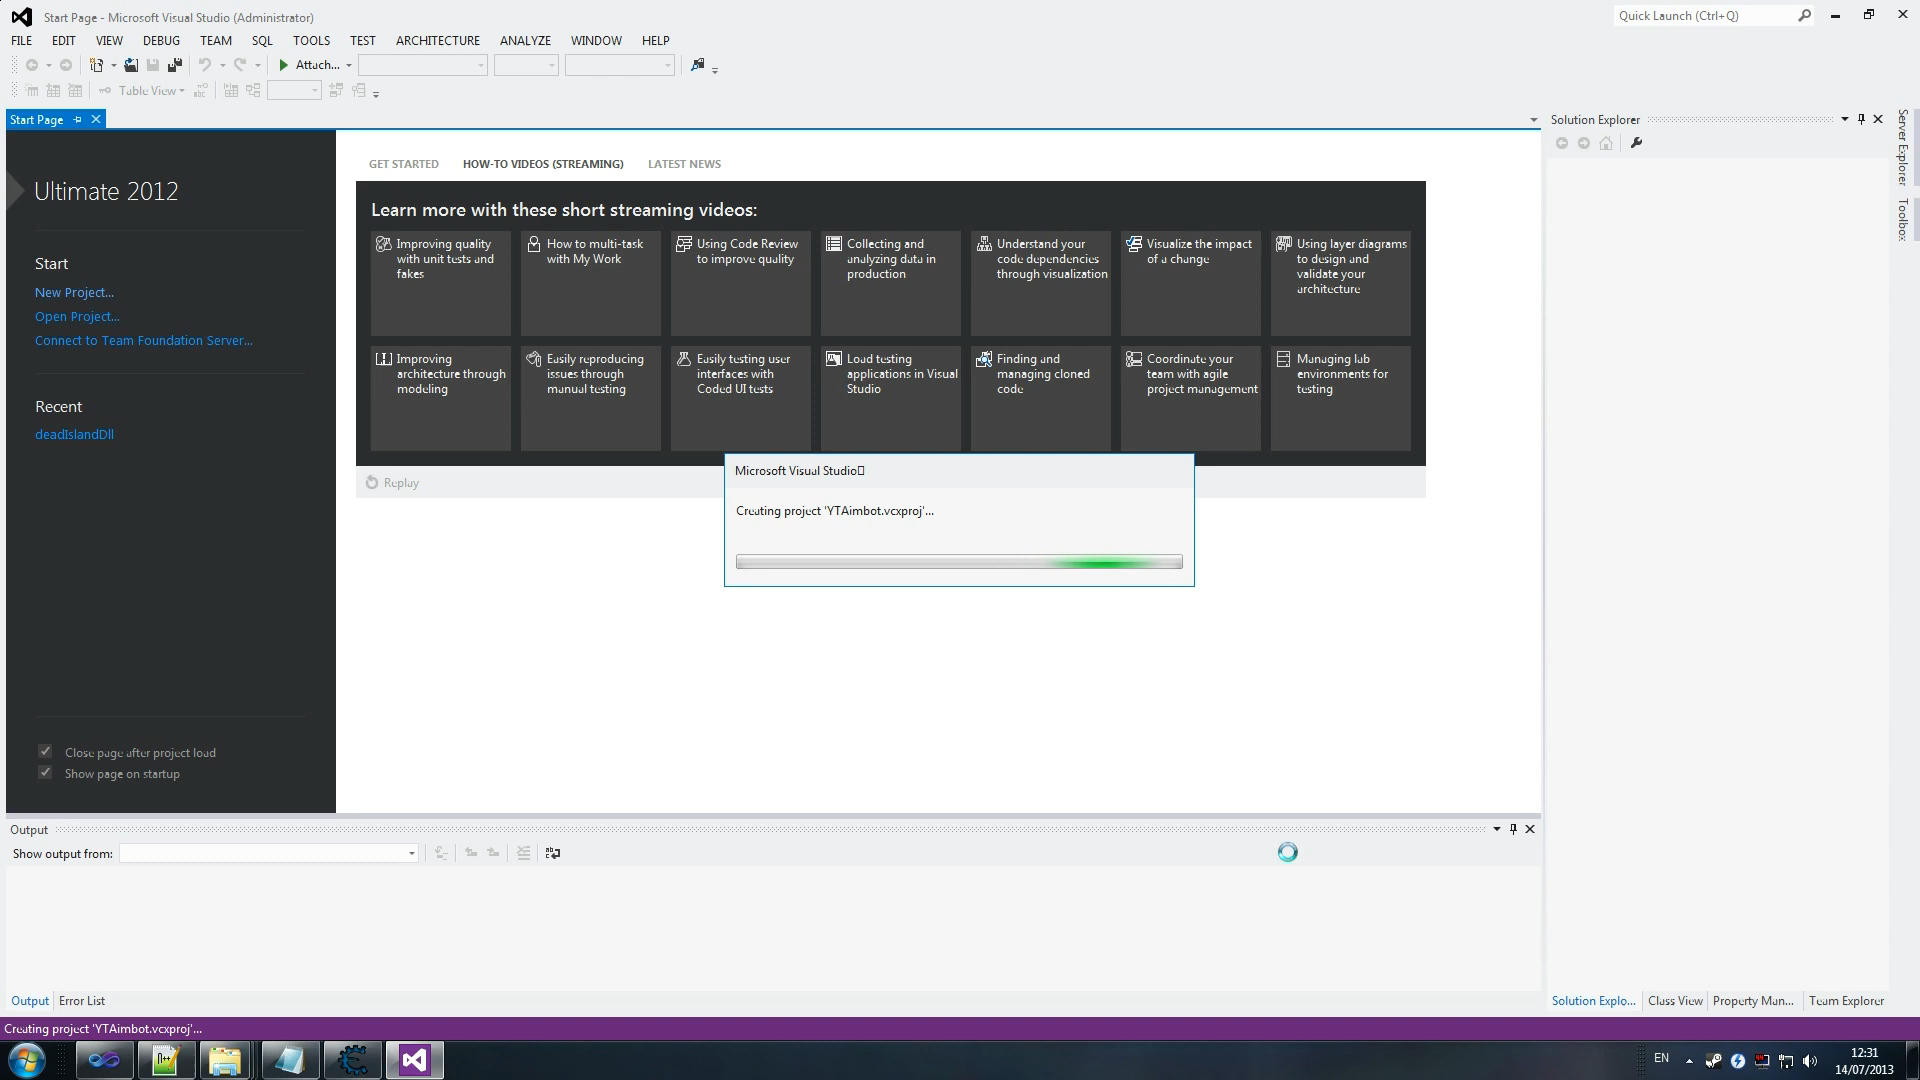 Start Page - Microsoft Visual Studio (Administrator)
Quick Launch (Ctrl+Q)
FILE EDIT VIEW DEBUG TEAM SQL TOOLS TEST ARCHITECTURE ANALYZE WINDOW HELP
Attach...
Table View
Start Page
Solution Explorer
Server Explorer
Toolbox
Ultimate 2012
Start
New Project...
Open Project...
Connect to Team Foundation Server...
Recent
deadIslandDll
Close page after project load
Show page on startup
GET STARTED HOW-TO VIDEOS (STREAMING) LATEST NEWS
Learn more with these short streaming videos:
Improving quality
with unit tests and
fakes
How to multi-task
with My Work
Using Code Review
to improve quality
Collecting and
analyzing data in
production
Understand your
code dependencies
through visualization
Visualize the impact
of a change
Using layer diagrams
to design and
validate your
architecture
Improving
architecture through
modeling
Easily reproducing
issues through
manual testing
Easily testing user
interfaces with
Coded UI tests
Load testing
applications in Visual
Studio
Finding and
managing cloned
code
Coordinate your
team with agile
project management
Managing lab
environments for
testing
Replay
Microsoft Visual Studio
Creating project 'YTAimbot.vcxproj'...
Output
Show output from:
Output Error List
Solution Explo... Class View Property Man... Team Explorer
Creating project 'YTAimbot.vcxproj'...
EN
12:31
14/07/2013